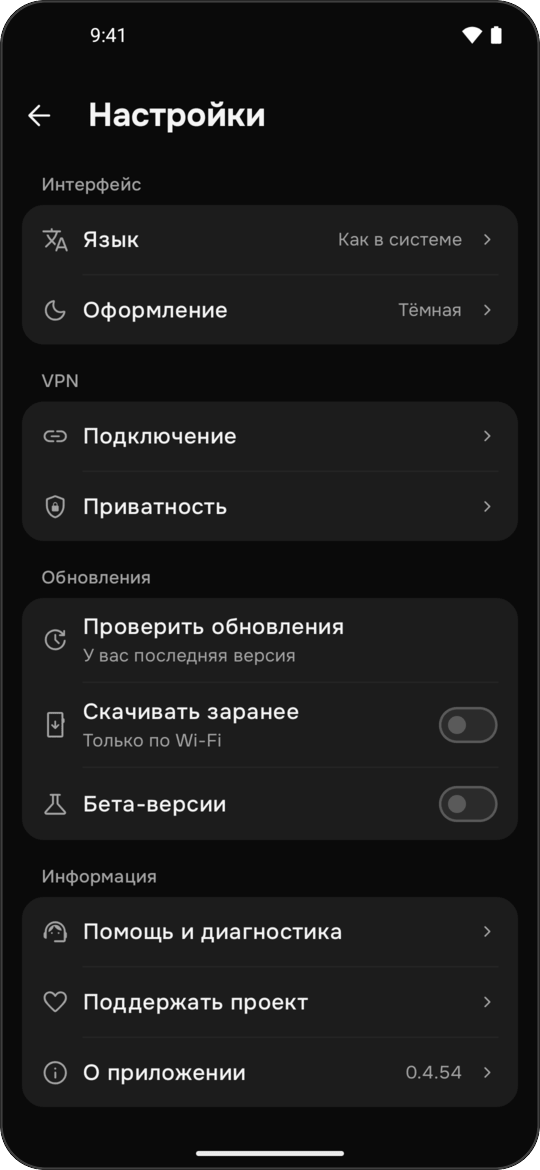 9:41
Настройки
Интерфейс
Язык
Как в системе
Оформление
Тёмная
VPN
Подключение
Приватность
Обновления
Проверить обновления
У вас последняя версия
Скачивать заранее
Только по Wi-Fi
Бета-версии
Информация
Помощь и диагностика
Поддержать проект
О приложении
0.4.54